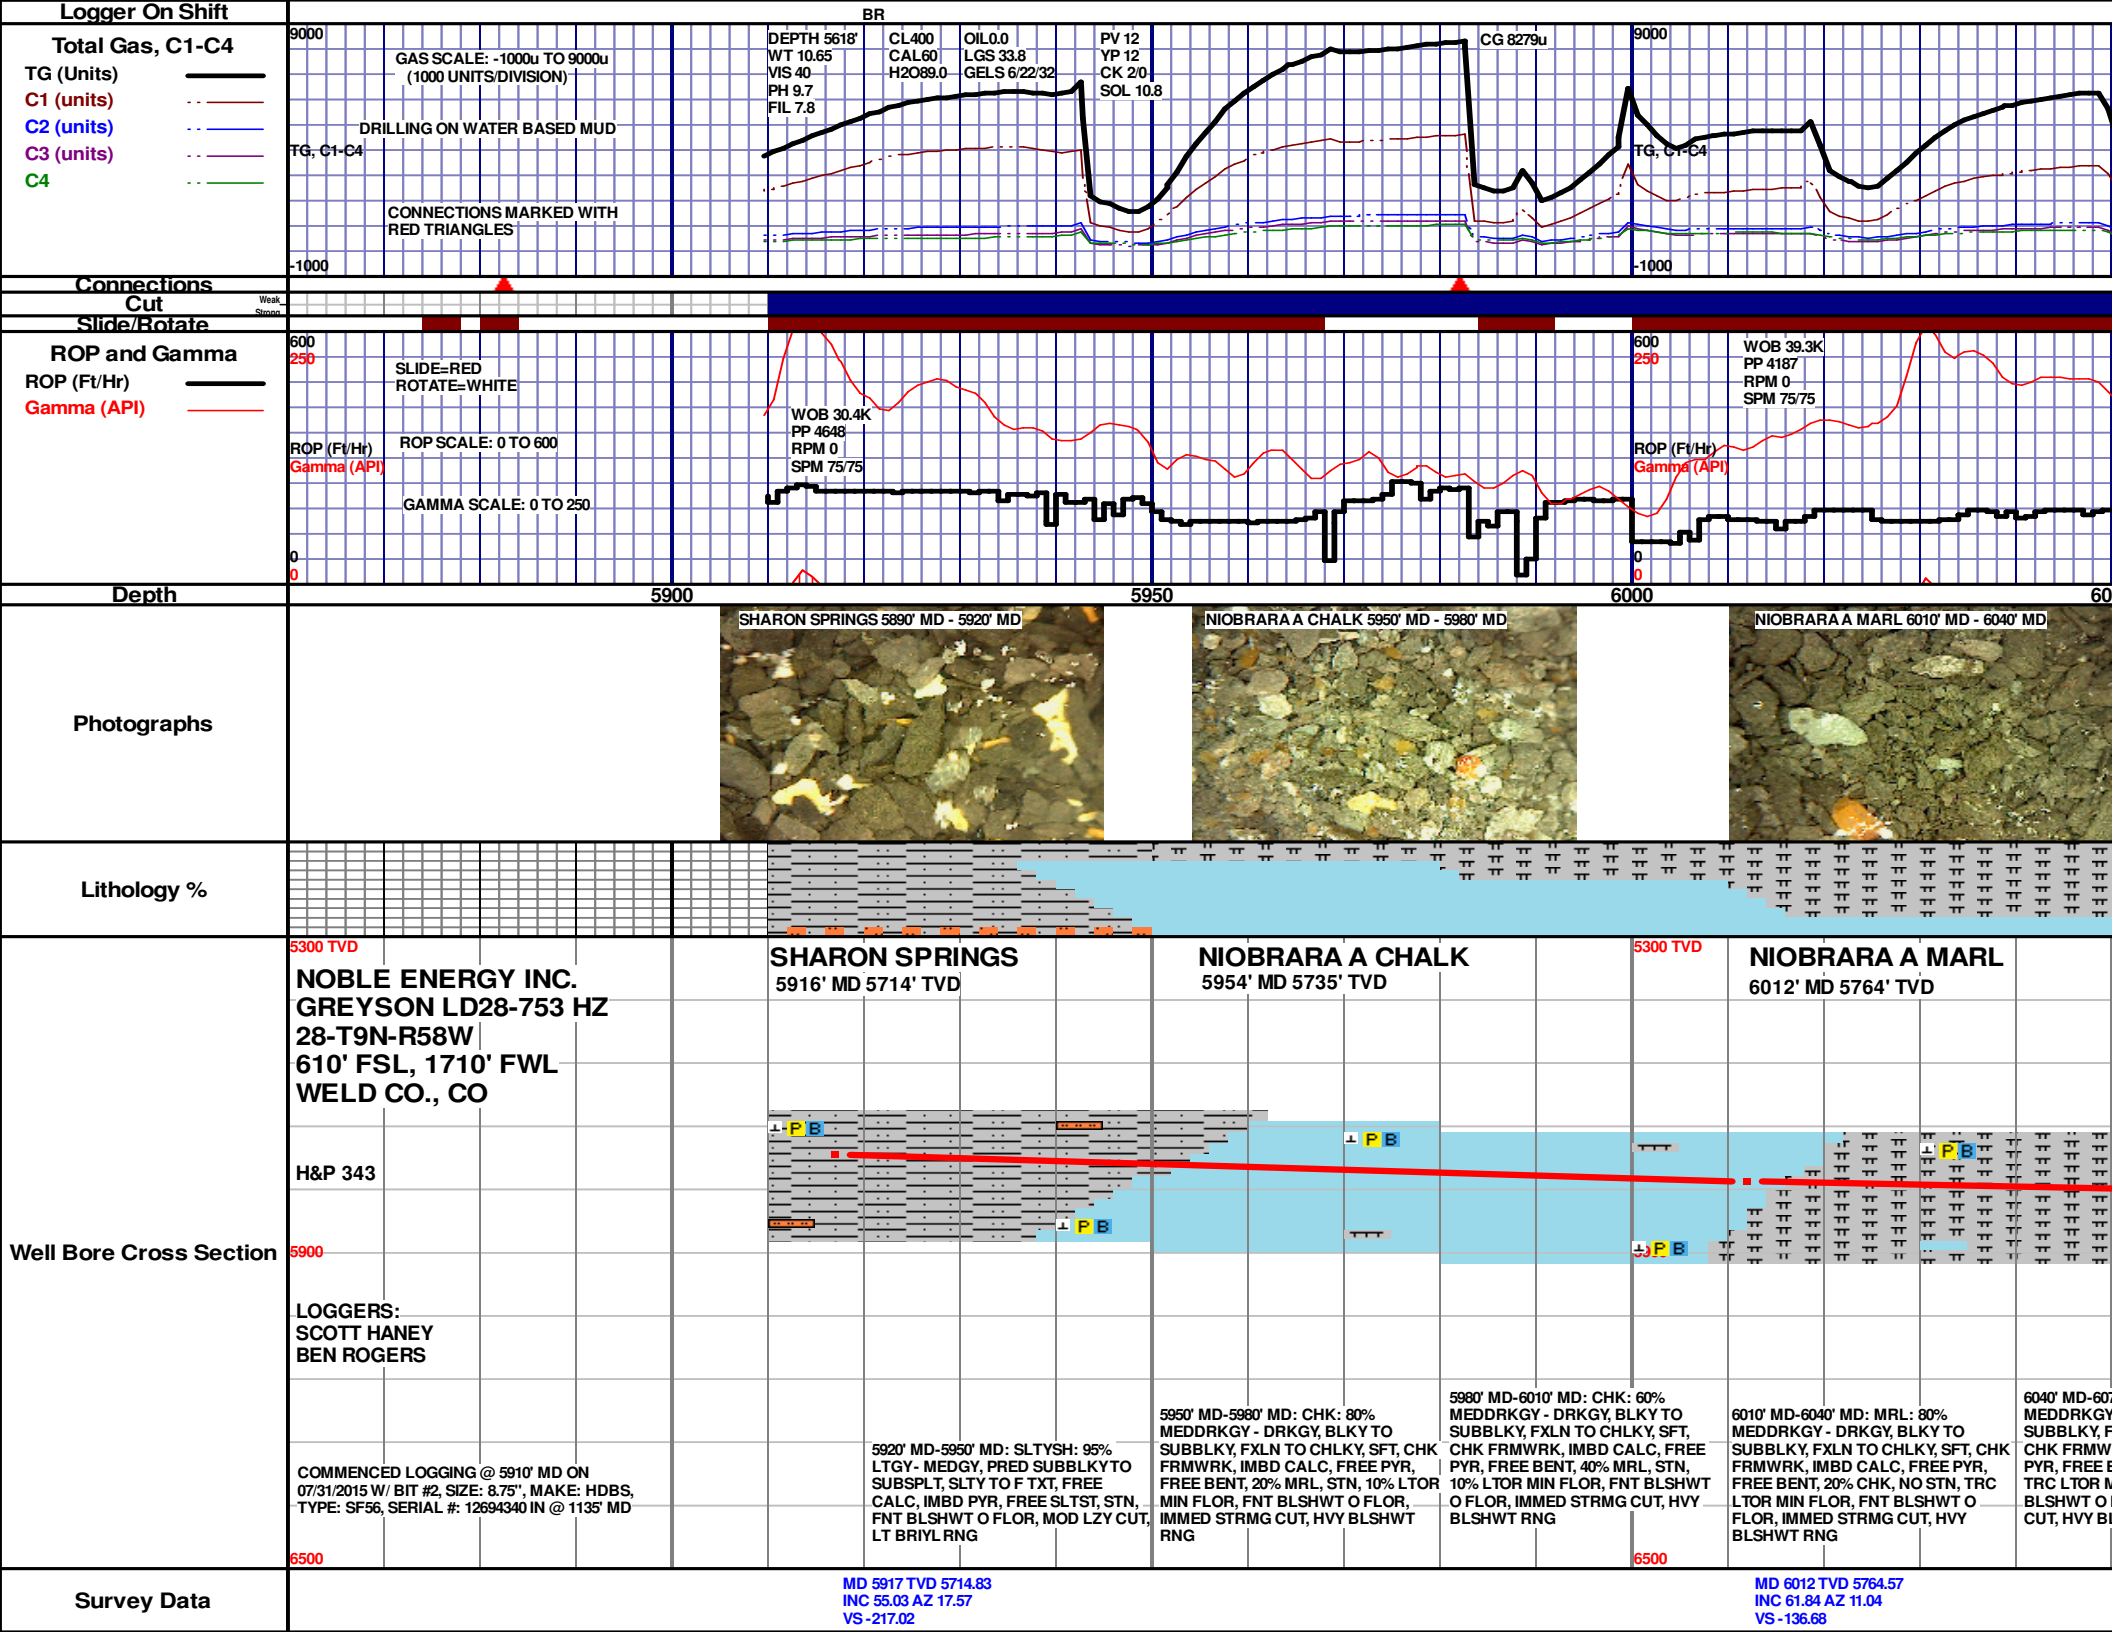 Logger On Shift
BR
Total Gas, C1-C4
TG (Units)
C1 (units)
C2 (units)
C3 (units)
C4
9000
GAS SCALE: -1000u TO 9000u
(1000 UNITS/DIVISION)
DRILLING ON WATER BASED MUD
TG, C1-C4
CONNECTIONS MARKED WITH
RED TRIANGLES
-1000
DEPTH 5618'
WT 10.65
VIS 40
PH 9.7
FIL 7.8
CL400
CAL60
H2O89.0
OIL0.0
LGS 33.8
GELS 6/22/32
PV 12
YP 12
CK 2/0
SOL 10.8
CG 8279u
9000
TG, C1-C4
-1000
Connections
Cut
Weak
Strong
Slide/Rotate
ROP and Gamma
ROP (Ft/Hr)
Gamma (API)
600
250
SLIDE=RED
ROTATE=WHITE
ROP SCALE: 0 TO 600
ROP (Ft/Hr)
Gamma (API)
GAMMA SCALE: 0 TO 250
0
0
WOB 30.4K
PP 4648
RPM 0
SPM 75/75
600
250
ROP (Ft/Hr)
Gamma (API)
0
0
WOB 39.3K
PP 4187
RPM 0
SPM 75/75
Depth
5900
5950
6000
60
Photographs
SHARON SPRINGS 5890' MD - 5920' MD
NIOBRARA A CHALK 5950' MD - 5980' MD
NIOBRARA A MARL 6010' MD - 6040' MD
Lithology %
Well Bore Cross Section
5300 TVD
NOBLE ENERGY INC.
GREYSON LD28-753 HZ
28-T9N-R58W
610' FSL, 1710' FWL
WELD CO., CO
H&P 343
5900
LOGGERS:
SCOTT HANEY
BEN ROGERS
COMMENCED LOGGING @ 5910' MD ON
07/31/2015 W/ BIT #2, SIZE: 8.75", MAKE: HDBS,
TYPE: SF56, SERIAL #: 12694340 IN @ 1135' MD
6500
SHARON SPRINGS
5916' MD 5714' TVD
NIOBRARA A CHALK
5954' MD 5735' TVD
5300 TVD
NIOBRARA A MARL
6012' MD 5764' TVD
P B
P B
P B
P B
P B
5920' MD-5950' MD: SLTYSH: 95%
LTGY- MEDGY, PRED SUBBLKY TO
SUBSPLT, SLTY TO F TXT, FREE
CALC, IMBD PYR, FREE SLTST, STN,
FNT BLSHWT O FLOR, MOD LZY CUT,
LT BRIYL RNG
5950' MD-5980' MD: CHK: 80%
MEDDRKGY - DRKGY, BLKY TO
SUBBLKY, FXLN TO CHLKY, SFT, CHK
FRMWRK, IMBD CALC, FREE PYR,
FREE BENT, 20% MRL, STN, 10% LTOR
MIN FLOR, FNT BLSHWT O FLOR,
IMMED STRMG CUT, HVY BLSHWT
RNG
5980' MD-6010' MD: CHK: 60%
MEDDRKGY - DRKGY, BLKY TO
SUBBLKY, FXLN TO CHLKY, SFT,
CHK FRMWRK, IMBD CALC, FREE
PYR, FREE BENT, 40% MRL, STN,
10% LTOR MIN FLOR, FNT BLSHWT
O FLOR, IMMED STRMG CUT, HVY
BLSHWT RNG
6010' MD-6040' MD: MRL: 80%
MEDDRKGY - DRKGY, BLKY TO
SUBBLKY, FXLN TO CHLKY, SFT, CHK
FRMWRK, IMBD CALC, FREE PYR,
FREE BENT, 20% CHK, NO STN, TRC
LTOR MIN FLOR, FNT BLSHWT O
FLOR, IMMED STRMG CUT, HVY
BLSHWT RNG
6040' MD-607
MEDDRKGY
SUBBLKY, F
CHK FRMW
PYR, FREE B
TRC LTOR M
BLSHWT O
CUT, HVY BL
6500
Survey Data
MD 5917 TVD 5714.83
INC 55.03 AZ 17.57
VS -217.02
MD 6012 TVD 5764.57
INC 61.84 AZ 11.04
VS -136.68